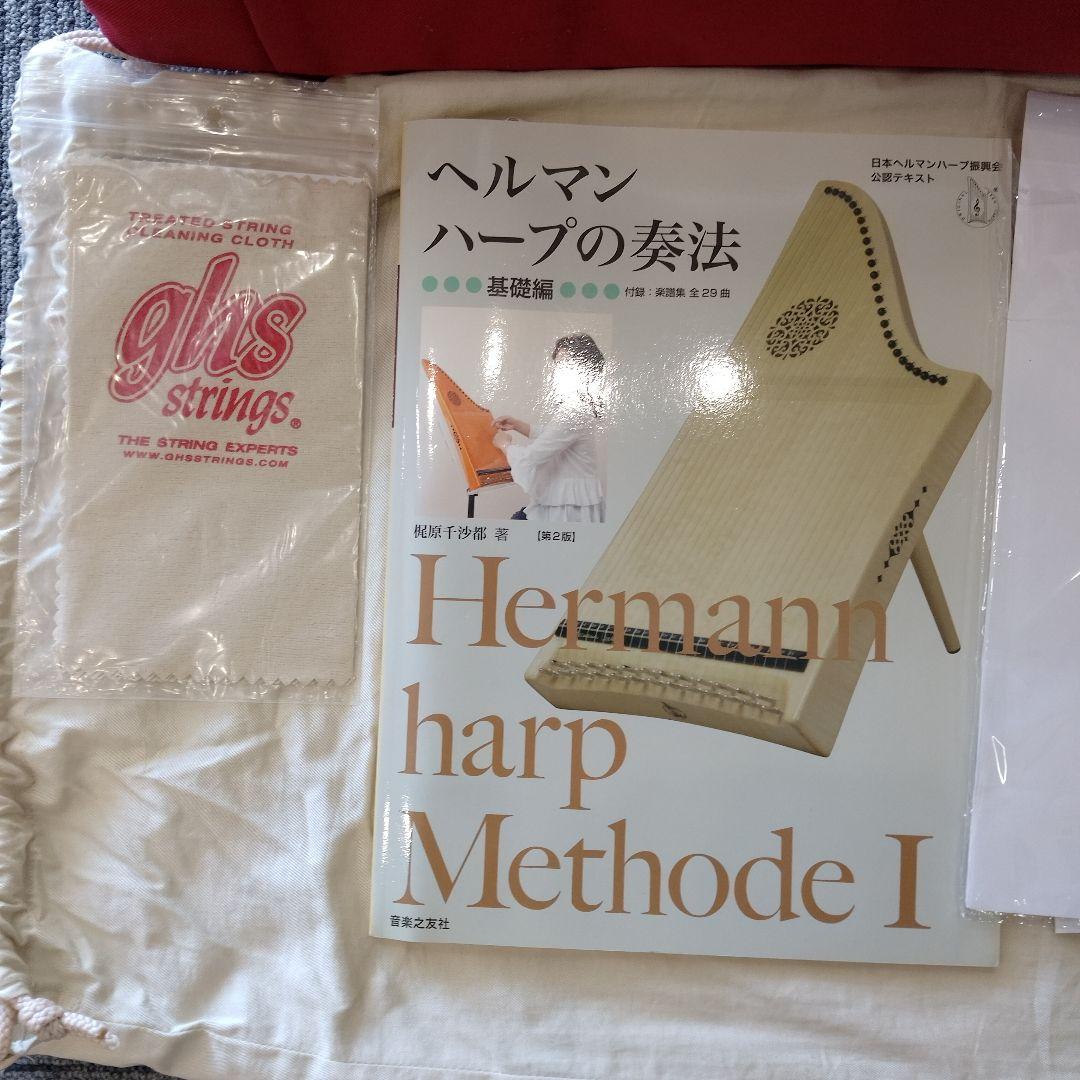 TREATED STRING
CLEANING CLOTH
ghs
strings®
THE STRING EXPERTS
WWW.GHSSTRINGS.COM
ヘルマン
ハープの奏法
基礎編
付録：楽譜集 全29曲
日本ヘルマンハープ振興会
公認テキスト
梶原千沙都 著 【第2版】
Hermann
harp
Methode I
音楽之友社